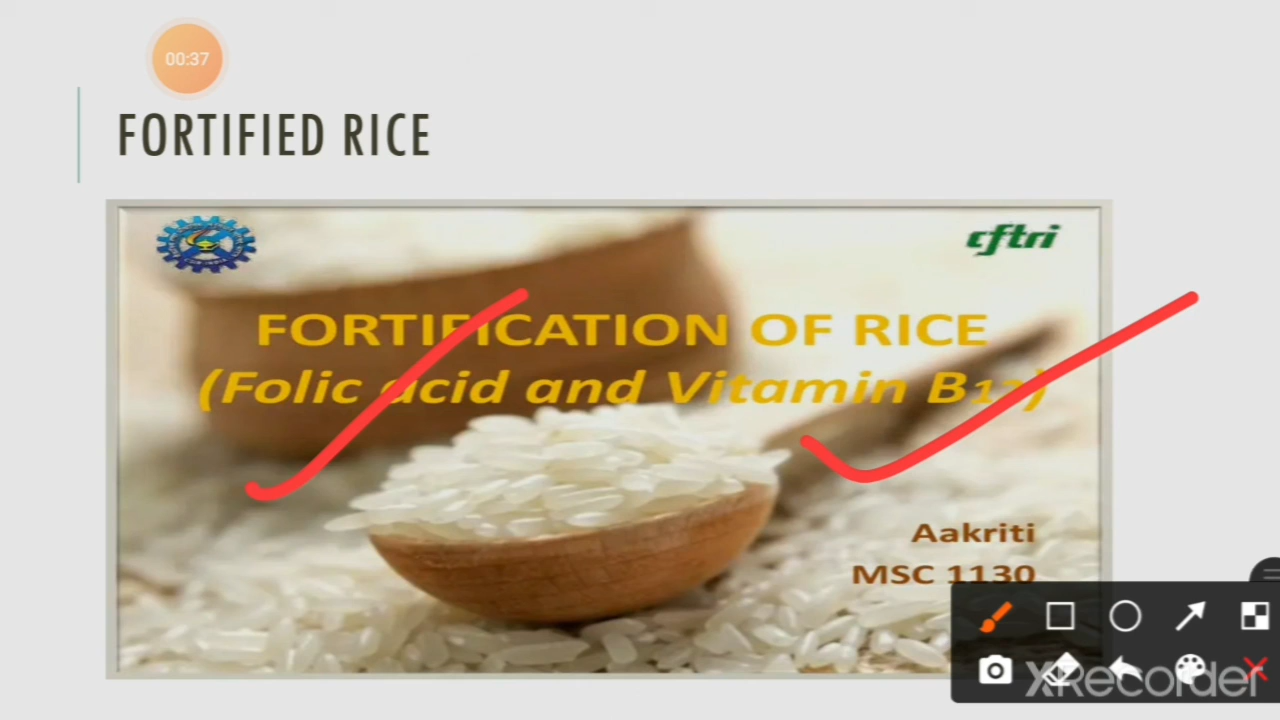 00:37
FORTIFIED RICE
cftri
FORTIFICATION OF RICE
(Folic acid and Vitamin B12)
Aakriti
MSC 1130
XRecorder